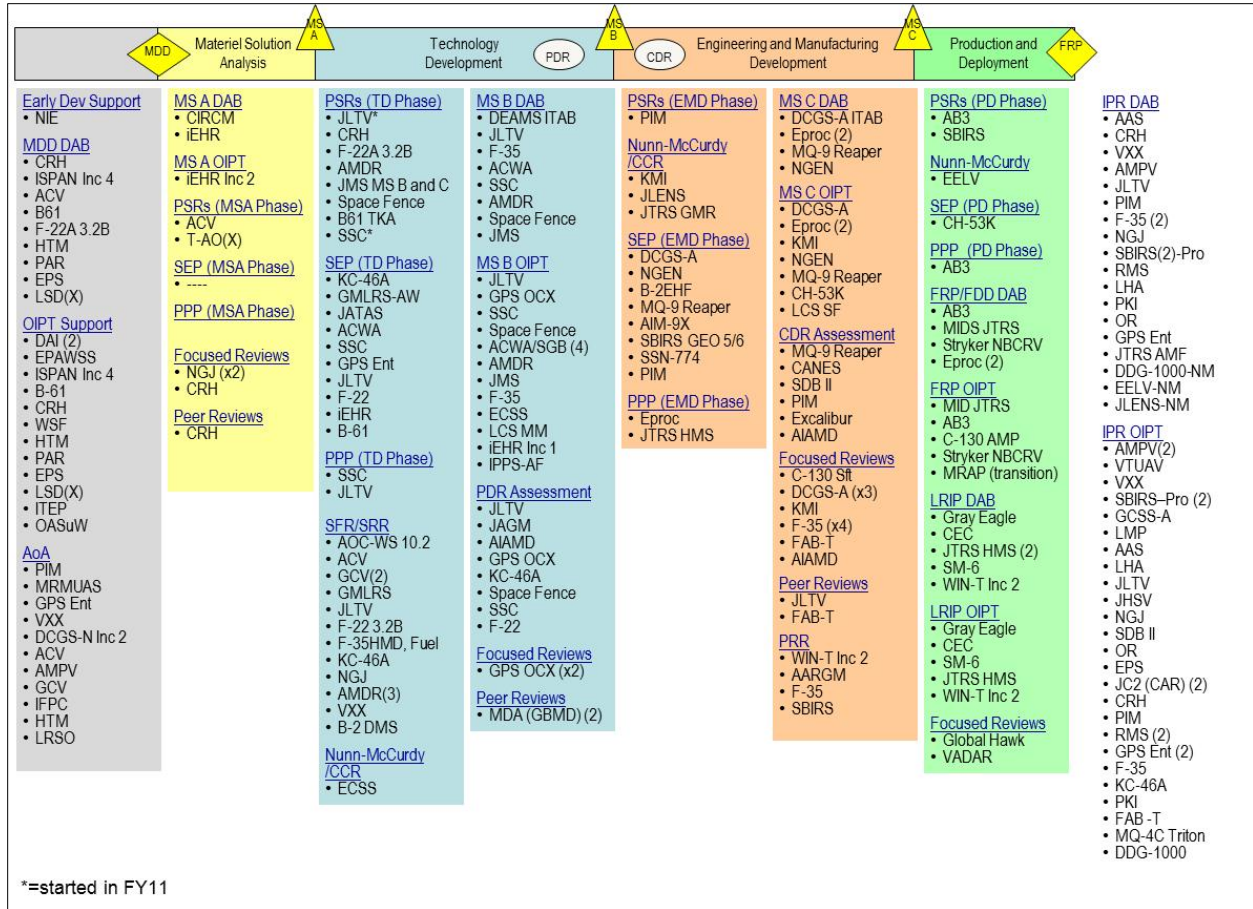 MDD
Materiel Solution
Analysis
MS
A
Technology
Development
PDR
MS
B
CDR
Engineering and Manufacturing
Development
MS
C
Production and
Deployment
FRP
Early Dev Support
• NIE
MDD DAB
• CRH
• ISPAN Inc 4
• ACV
• B61
• F-22A 3.2B
• HTM
• PAR
• EPS
• LSD(X)
OIPT Support
• DAI (2)
• EPAWSS
• ISPAN Inc 4
• B-61
• CRH
• WSF
• HTM
• PAR
• EPS
• LSD(X)
• ITEP
• OASuW
AoA
• PIM
• MRMUAS
• GPS Ent
• VXX
• DCGS-N Inc 2
• ACV
• AMPV
• GCV
• IFPC
• HTM
• LRSO
MS A DAB
• CIRCM
• iEHR
MS A OIPT
• iEHR Inc 2
PSRs (MSA Phase)
• ACV
• T-AO(X)
SEP (MSA Phase)
• ----
PPP (MSA Phase)
Focused Reviews
• NGJ (x2)
• CRH
Peer Reviews
• CRH
PSRs (TD Phase)
• JLTV*
• CRH
• F-22A 3.2B
• AMDR
• JMS MS B and C
• Space Fence
• B61 TKA
• SSC*
SEP (TD Phase)
• KC-46A
• GMLRS-AW
• JATAS
• ACWA
• SSC
• GPS Ent
• JLTV
• F-22
• iEHR
• B-61
PPP (TD Phase)
• SSC
• JLTV
SFR/SRR
• AOC-WS 10.2
• ACV
• GCV(2)
• GMLRS
• JLTV
• F-22 3.2B
• F-35HMD, Fuel
• KC-46A
• NGJ
• AMDR(3)
• VXX
• B-2 DMS
Nunn-McCurdy
/CCR
• ECSS
MS B DAB
• DEAMS ITAB
• JLTV
• F-35
• ACWA
• SSC
• AMDR
• Space Fence
• JMS
MS B OIPT
• JLTV
• GPS OCX
• SSC
• Space Fence
• ACWA/SGB (4)
• AMDR
• JMS
• F-35
• ECSS
• LCS MM
• iEHR Inc 1
• IPPS-AF
PDR Assessment
• JLTV
• JAGM
• AIAMD
• GPS OCX
• KC-46A
• Space Fence
• SSC
• F-22
Focused Reviews
• GPS OCX (x2)
Peer Reviews
• MDA (GBMD) (2)
PSRs (EMD Phase)
• PIM
Nunn-McCurdy
/CCR
• KMI
• JLENS
• JTRS GMR
SEP (EMD Phase)
• DCGS-A
• NGEN
• B-2EHF
• MQ-9 Reaper
• AIM-9X
• SBIRS GEO 5/6
• SSN-774
• PIM
PPP (EMD Phase)
• Eproc
• JTRS HMS
MS C DAB
• DCGS-A ITAB
• Eproc (2)
• MQ-9 Reaper
• NGEN
MS C OIPT
• DCGS-A
• Eproc (2)
• KMI
• NGEN
• MQ-9 Reaper
• CH-53K
• LCS SF
CDR Assessment
• MQ-9 Reaper
• CANES
• SDB II
• PIM
• Excalibur
• AIAMD
Focused Reviews
• C-130 Sft
• DCGS-A (x3)
• KMI
• F-35 (x4)
• FAB-T
• AIAMD
Peer Reviews
• JLTV
• FAB-T
PRR
• WIN-T Inc 2
• AARGM
• F-35
• SBIRS
PSRs (PD Phase)
• AB3
• SBIRS
Nunn-McCurdy
• EELV
SEP (PD Phase)
• CH-53K
PPP (PD Phase)
• AB3
FRP/FDD DAB
• AB3
• MIDS JTRS
• Stryker NBCRV
• Eproc (2)
FRP OIPT
• MID JTRS
• AB3
• C-130 AMP
• Stryker NBCRV
• MRAP (transition)
LRIP DAB
• Gray Eagle
• CEC
• JTRS HMS (2)
• SM-6
• WIN-T Inc 2
LRIP OIPT
• Gray Eagle
• CEC
• SM-6
• JTRS HMS
• WIN-T Inc 2
Focused Reviews
• Global Hawk
• VADAR
IPR DAB
• AAS
• CRH
• VXX
• AMPV
• JLTV
• PIM
• F-35 (2)
• NGJ
• SBIRS(2)-Pro
• RMS
• LHA
• PKI
• OR
• GPS Ent
• JTRS AMF
• DDG-1000-NM
• EELV-NM
• JLENS-NM
IPR OIPT
• AMPV(2)
• VTUAV
• VXX
• SBIRS–Pro (2)
• GCSS-A
• LMP
• AAS
• LHA
• JLTV
• JHSV
• NGJ
• SDB II
• OR
• EPS
• JC2 (CAR) (2)
• CRH
• PIM
• RMS (2)
• GPS Ent (2)
• F-35
• KC-46A
• PKI
• FAB -T
• MQ-4C Triton
• DDG-1000
*=started in FY11